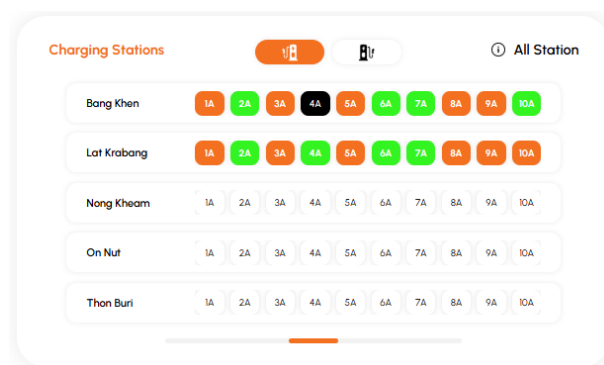 Charging Stations All Station
Bang Khen 1A 2A 3A 4A 5A 6A 7A 8A 9A 10A
Lat Krabang 1A 2A 3A 4A 5A 6A 7A 8A 9A 10A
Nong Kheam 1A 2A 3A 4A 5A 6A 7A 8A 9A 10A
On Nut 1A 2A 3A 4A 5A 6A 7A 8A 9A 10A
Thon Buri 1A 2A 3A 4A 5A 6A 7A 8A 9A 10A